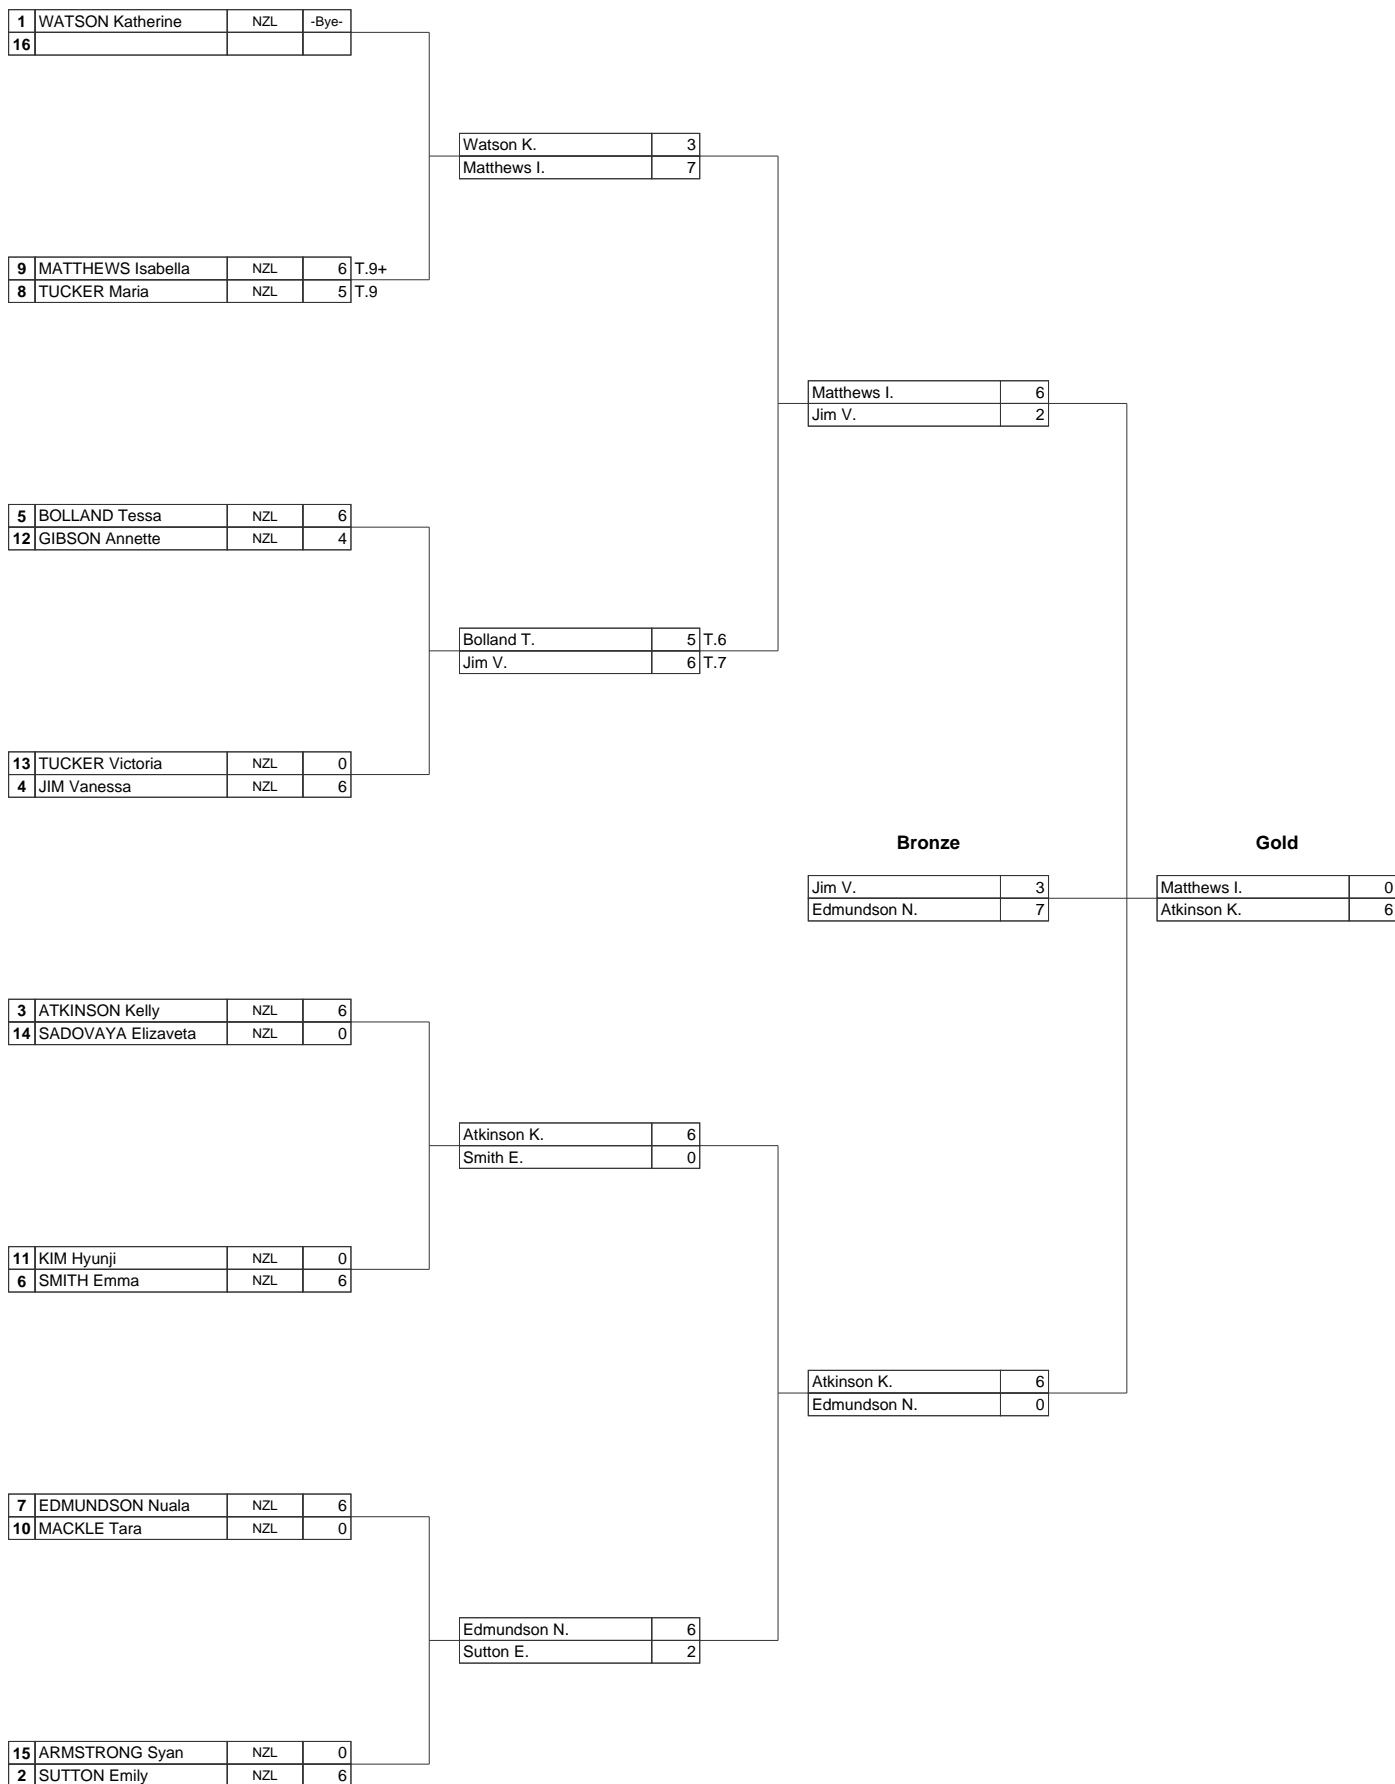 1 WATSON Katherine NZL -Bye-
16
Watson K. 3
Matthews I. 7
9 MATTHEWS Isabella NZL 6 T.9+
8 TUCKER Maria NZL 5 T.9
Matthews I. 6
Jim V. 2
5 BOLLAND Tessa NZL 6
12 GIBSON Annette NZL 4
Bolland T. 5 T.6
Jim V. 6 T.7
13 TUCKER Victoria NZL 0
4 JIM Vanessa NZL 6
Bronze Gold
Jim V. 3 Matthews I. 0
Edmundson N. 7 Atkinson K. 6
3 ATKINSON Kelly NZL 6
14 SADOVAYA Elizaveta NZL 0
Atkinson K. 6
Smith E. 0
11 KIM Hyunji NZL 0
6 SMITH Emma NZL 6
Atkinson K. 6
Edmundson N. 0
7 EDMUNDSON Nuala NZL 6
10 MACKLE Tara NZL 0
Edmundson N. 6
Sutton E. 2
15 ARMSTRONG Syan NZL 0
2 SUTTON Emily NZL 6